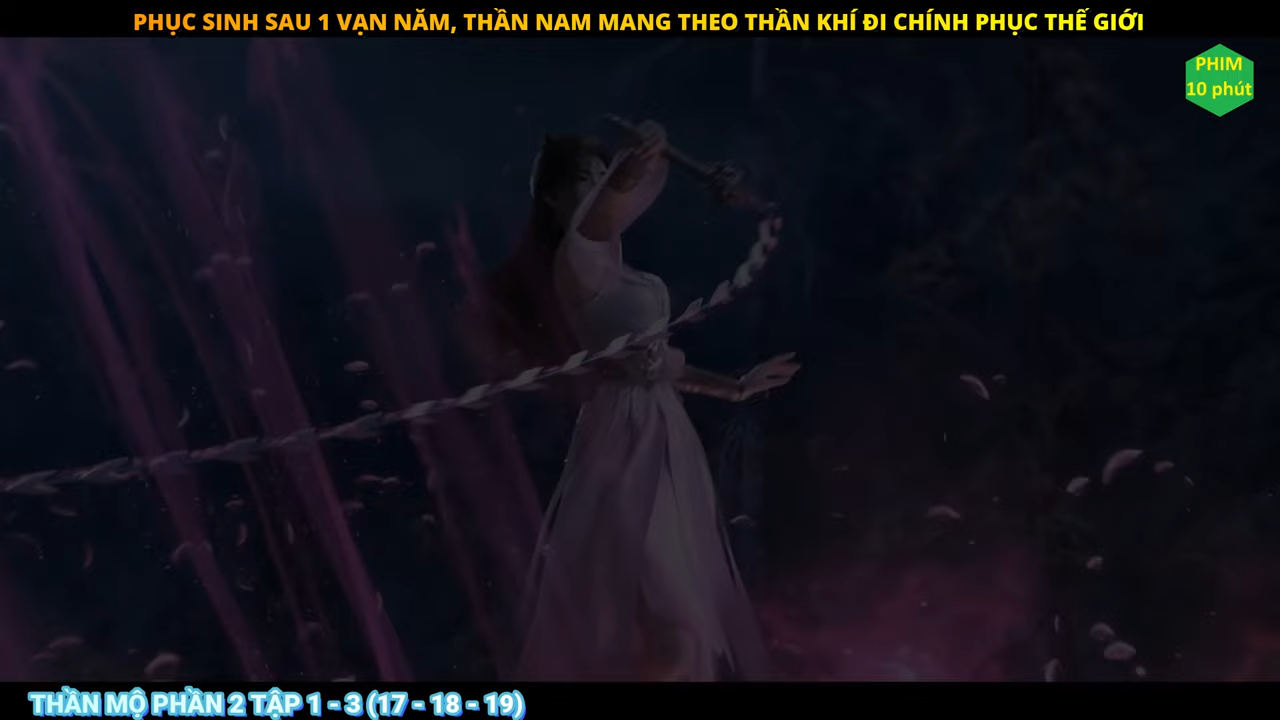 PHỤC SINH SAU 1 VẠN NĂM, THẦN NAM MANG THEO THẦN KHÍ ĐI CHÍNH PHỤC THẾ GIỚI
PHIM
10 phút
THẦN MỘ PHẦN 2 TẬP 1 - 3 (17 - 18 - 19)